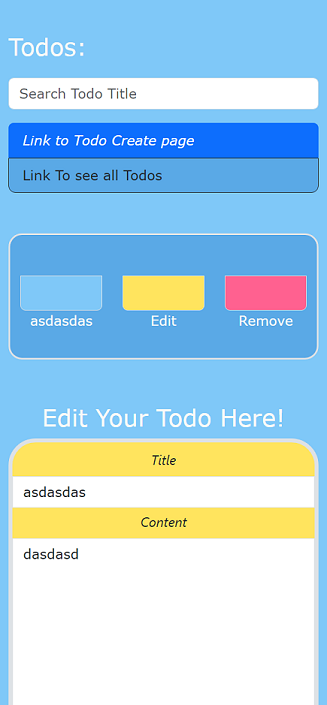 Todos:
Search Todo Title
Link to Todo Create page
Link To see all Todos
asdasdas Edit Remove
Edit Your Todo Here!
Title
asdasdas
Content
dasdasd